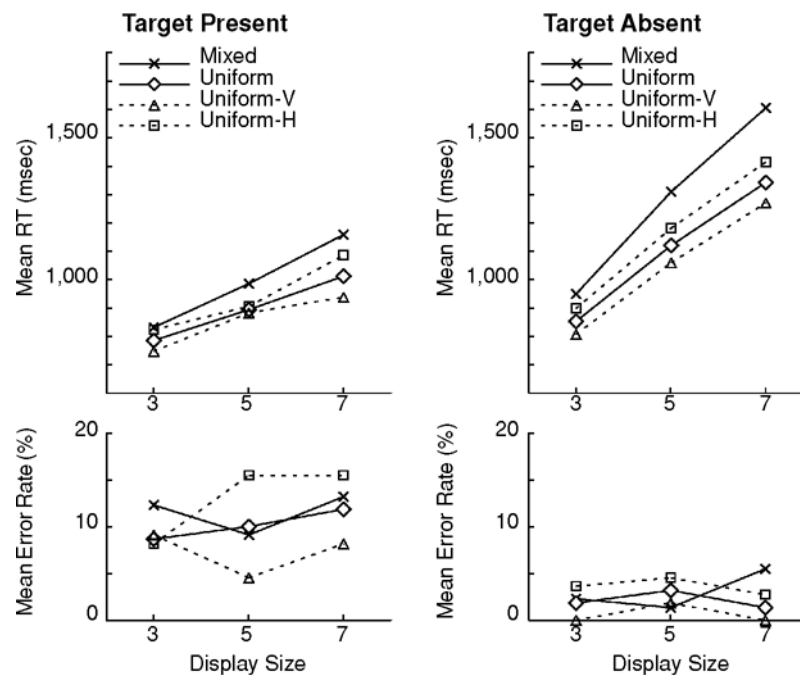 Target Present
Mixed
Uniform
Uniform-V
Uniform-H
Mean RT (msec)
1,500
1,000
3 5 7
Target Absent
Mixed
Uniform
Uniform-V
Uniform-H
Mean RT (msec)
1,500
1,000
3 5 7
Mean Error Rate (%)
20
10
0
3 5 7
Display Size
Mean Error Rate (%)
20
10
0
3 5 7
Display Size